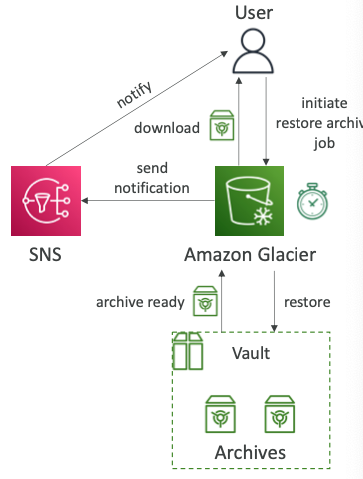 User
notify
download
initiate
restore archiv
job
send
notification
SNS
Amazon Glacier
archive ready
restore
Vault
Archives